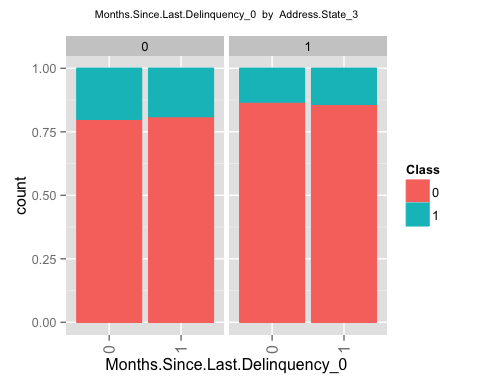 Months.Since.Last.Delinquency_0 by Address.State_3
0 1
1.00
0.75
0.50
0.25
0.00
count
0 1 0 1
Months.Since.Last.Delinquency_0
Class
0
1